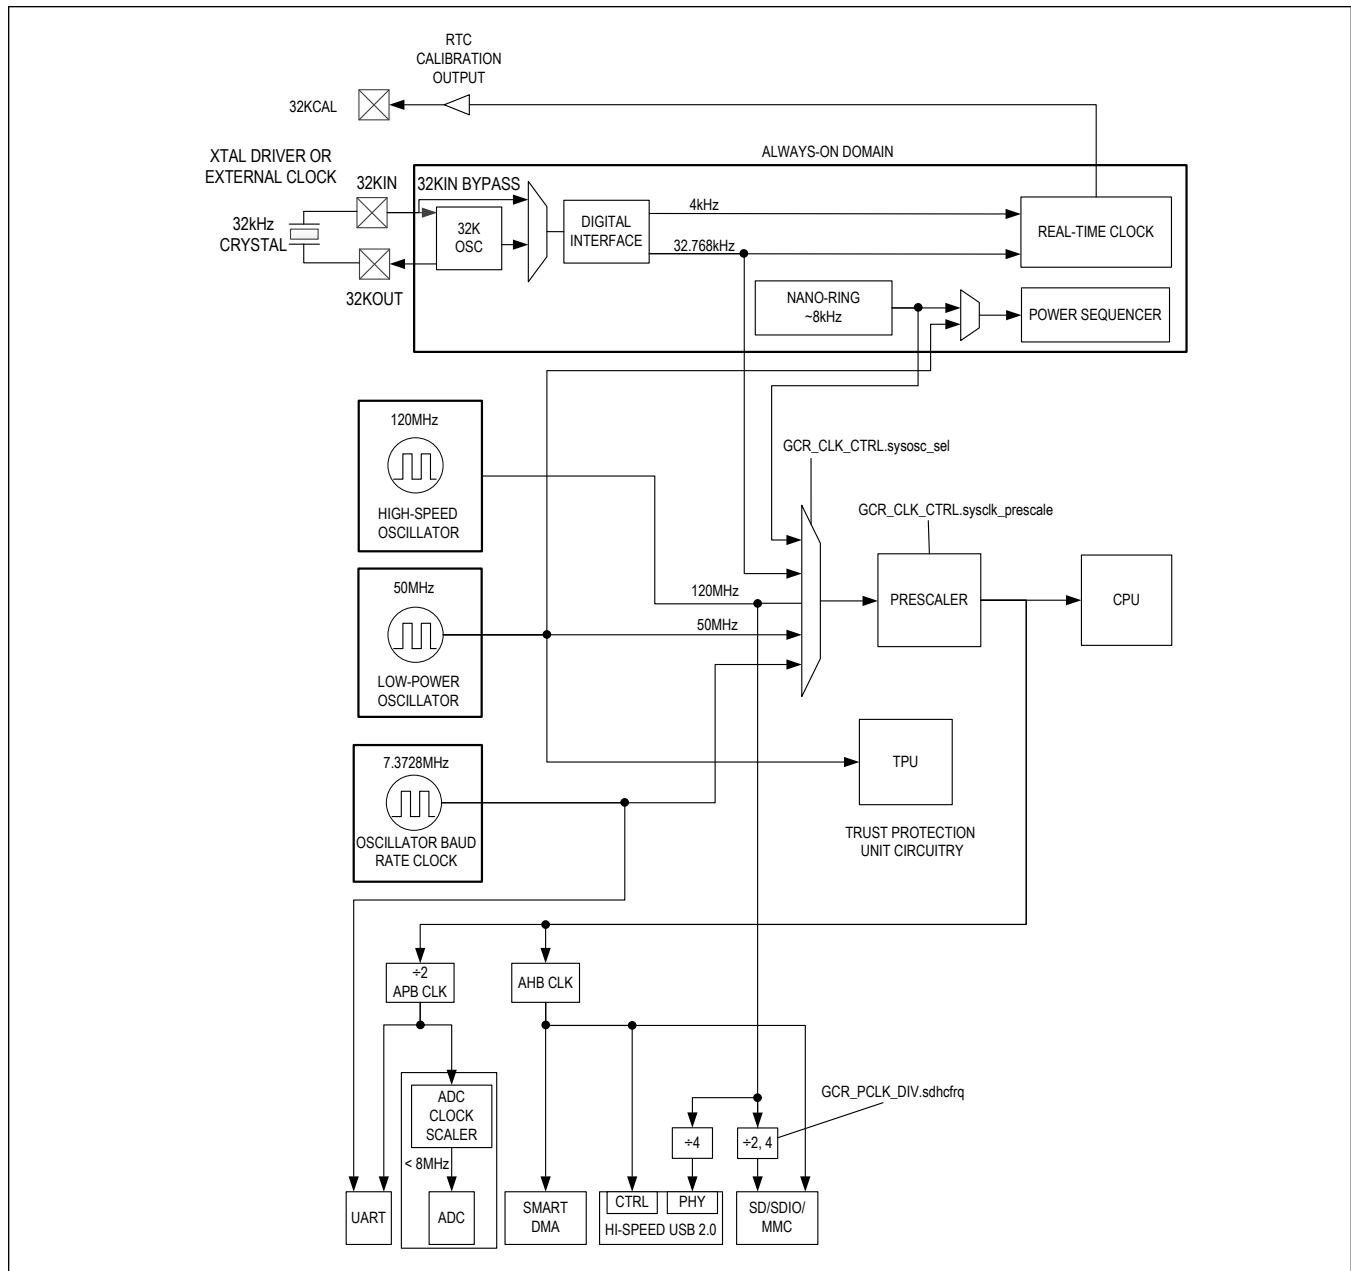 RTC
CALIBRATION
OUTPUT
32KCAL
ALWAYS-ON DOMAIN
XTAL DRIVER OR
EXTERNAL CLOCK
32KIN
32KIN BYPASS
32kHz
CRYSTAL
32K
OSC
DIGITAL
INTERFACE
4kHz
32.768kHz
REAL-TIME CLOCK
32KOUT
NANO-RING
~8kHz
POWER SEQUENCER
120MHz
HIGH-SPEED
OSCILLATOR
GCR_CLK_CTRL.sysosc_sel
GCR_CLK_CTRL.sysclk_prescale
50MHz
LOW-POWER
OSCILLATOR
120MHz
50MHz
PRESCALER
CPU
7.3728MHz
OSCILLATOR BAUD
RATE CLOCK
TPU
TRUST PROTECTION
UNIT CIRCUITRY
÷2
APB CLK
AHB CLK
ADC
CLOCK
SCALER
< 8MHz
GCR_PCLK_DIV.sdhcfrq
÷4
÷2, 4
UART
ADC
SMART
DMA
CTRL
PHY
HI-SPEED USB 2.0
SD/SDIO/
MMC